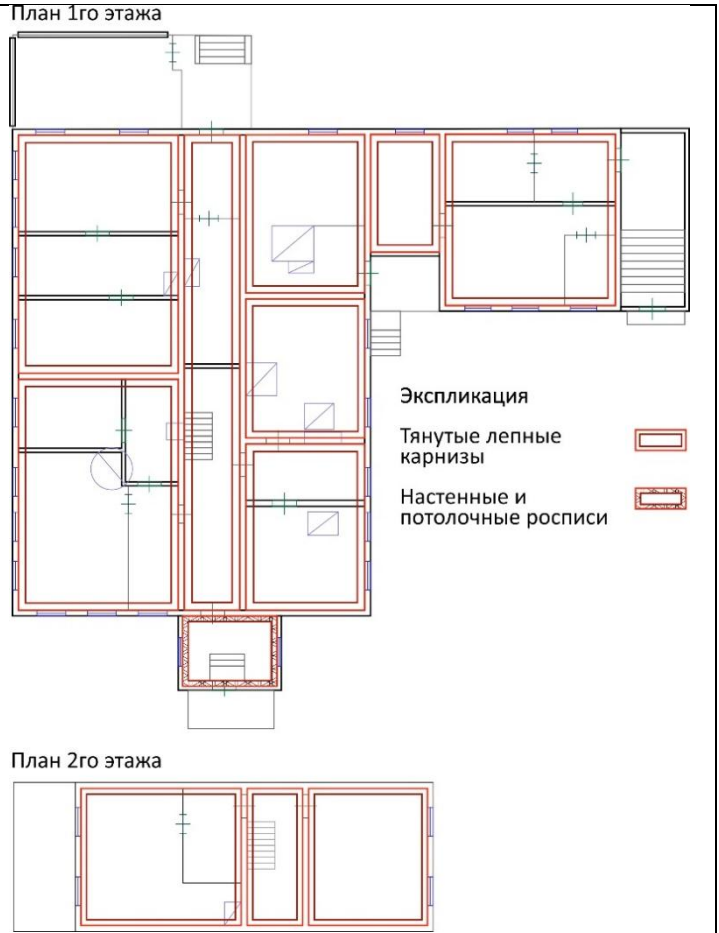 План 1го этажа
Экспликация
Тянутые лепные
карнизы
Настенные и
потолочные росписи
План 2го этажа